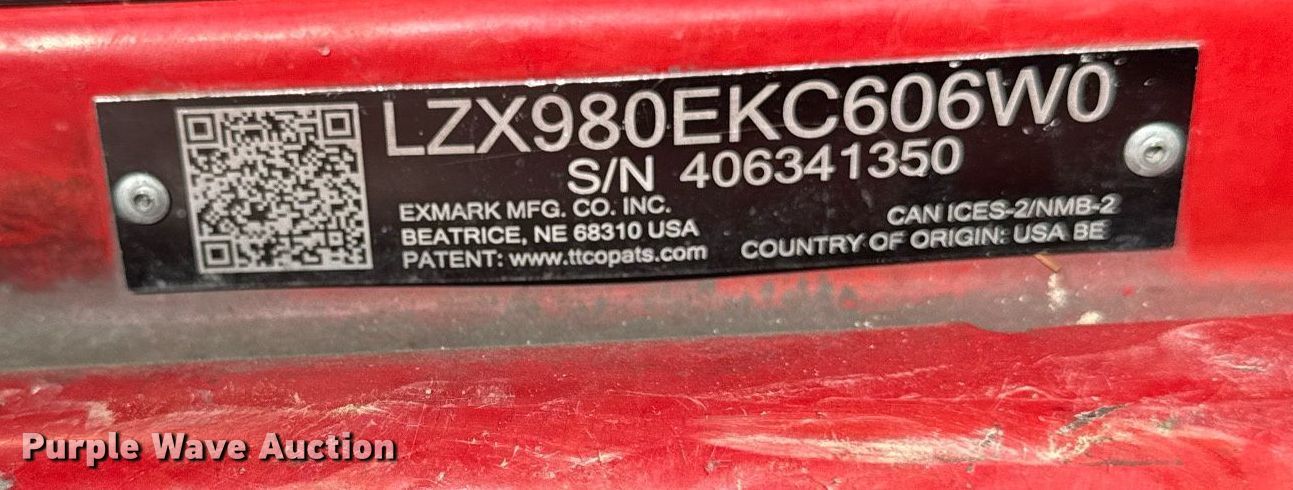 LZX980EKC606W0
S/N 406341350
EXMARK MFG. CO. INC.
BEATRICE, NE 68310 USA
PATENT: www.ttcopats.com
CAN ICES-2/NMB-2
COUNTRY OF ORIGIN: USA BE
Purple Wave Auction